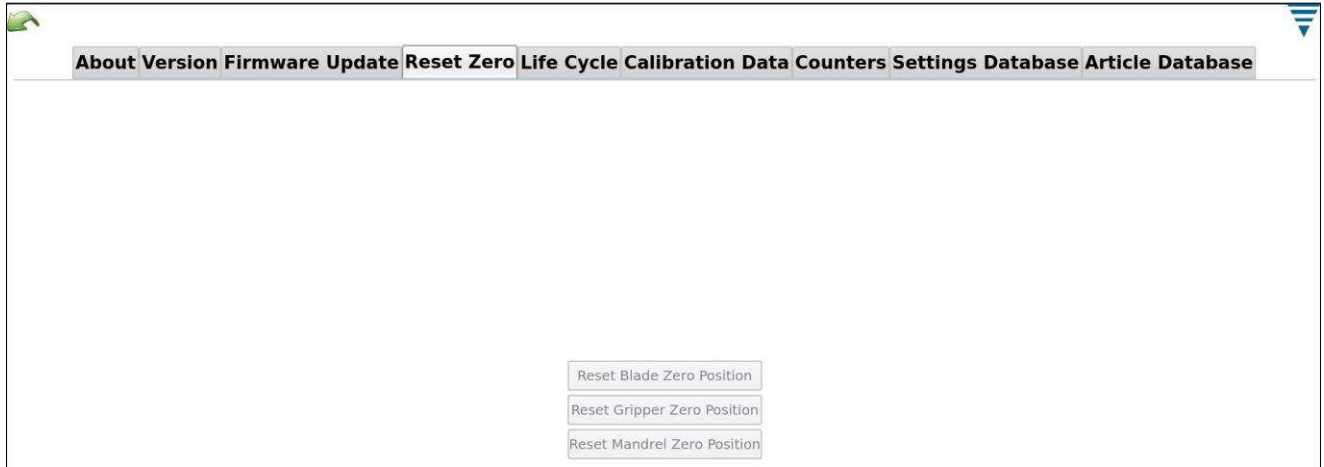 About Version Firmware Update Reset Zero Life Cycle Calibration Data Counters Settings Database Article Database
Reset Blade Zero Position
Reset Gripper Zero Position
Reset Mandrel Zero Position